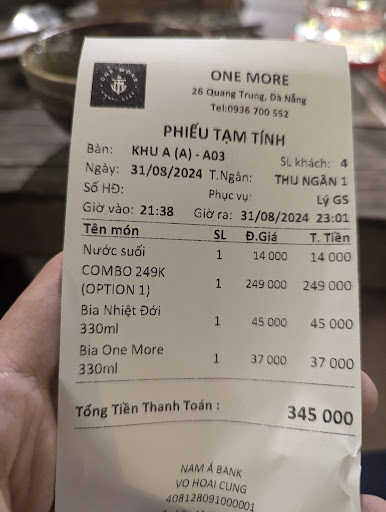 ONE MORE
26 Quang Trung, Đà Nẵng
Tel:0936 700 552
PHIẾU TẠM TÍNH
Bàn: KHU A (A) - A03 SL khách: 4
Ngày: 31/08/2024 T.Ngân: THU NGÂN 1
Số HĐ: Phục vụ: Lý GS
Giờ vào: 21:38 Giờ ra: 31/08/2024 23:01
Tên món SL Đ.Giá T. Tiền
Nước suối 1 14 000 14 000
COMBO 249K
(OPTION 1) 1 249 000 249 000
Bia Nhiệt Đới
330ml 1 45 000 45 000
Bia One More
330ml 1 37 000 37 000
Tổng Tiền Thanh Toán : 345 000
NAM Á BANK
VO HOAI CUNG
408128091000001